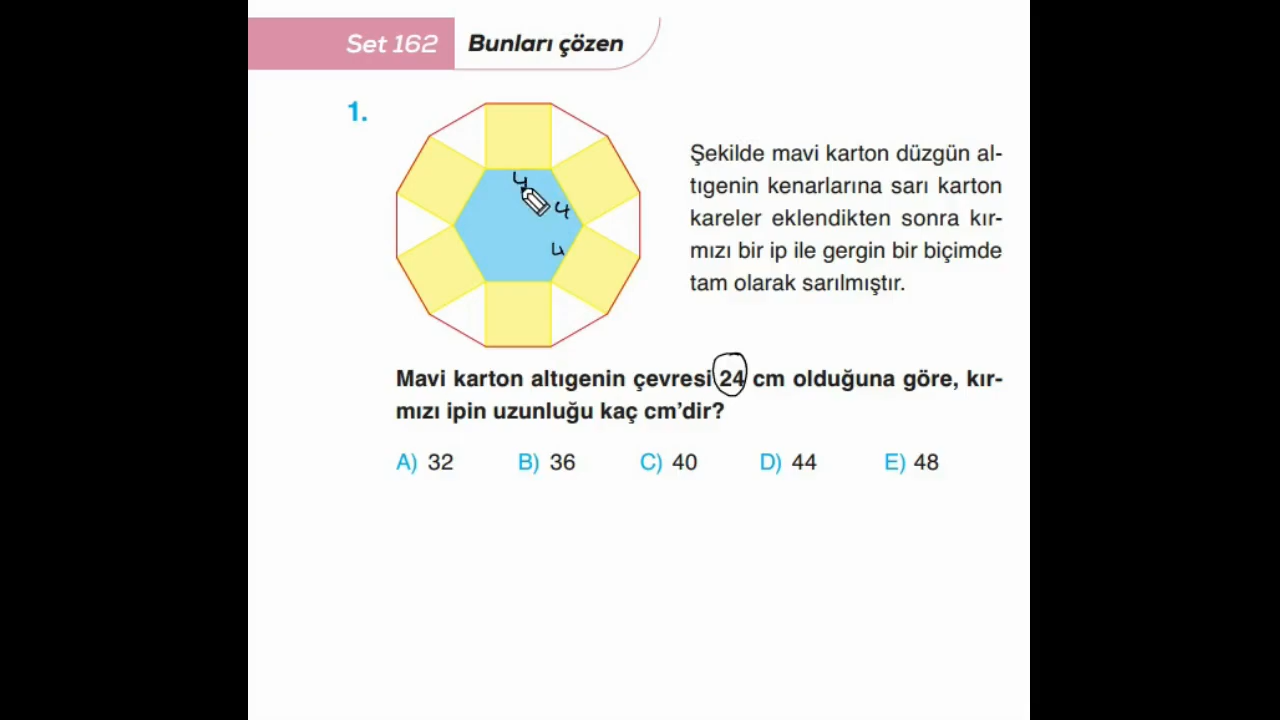 Set 162 Bunları çözen
1.
4
4
4
Şekilde mavi karton düzgün al-
tıgenin kenarlarına sarı karton
kareler eklendikten sonra kır-
mızı bir ip ile gergin bir biçimde
tam olarak sarılmıştır.
Mavi karton altıgenin çevresi 24 cm olduğuna göre, kır-
mızı ipin uzunluğu kaç cm'dir?
A) 32 B) 36 C) 40 D) 44 E) 48